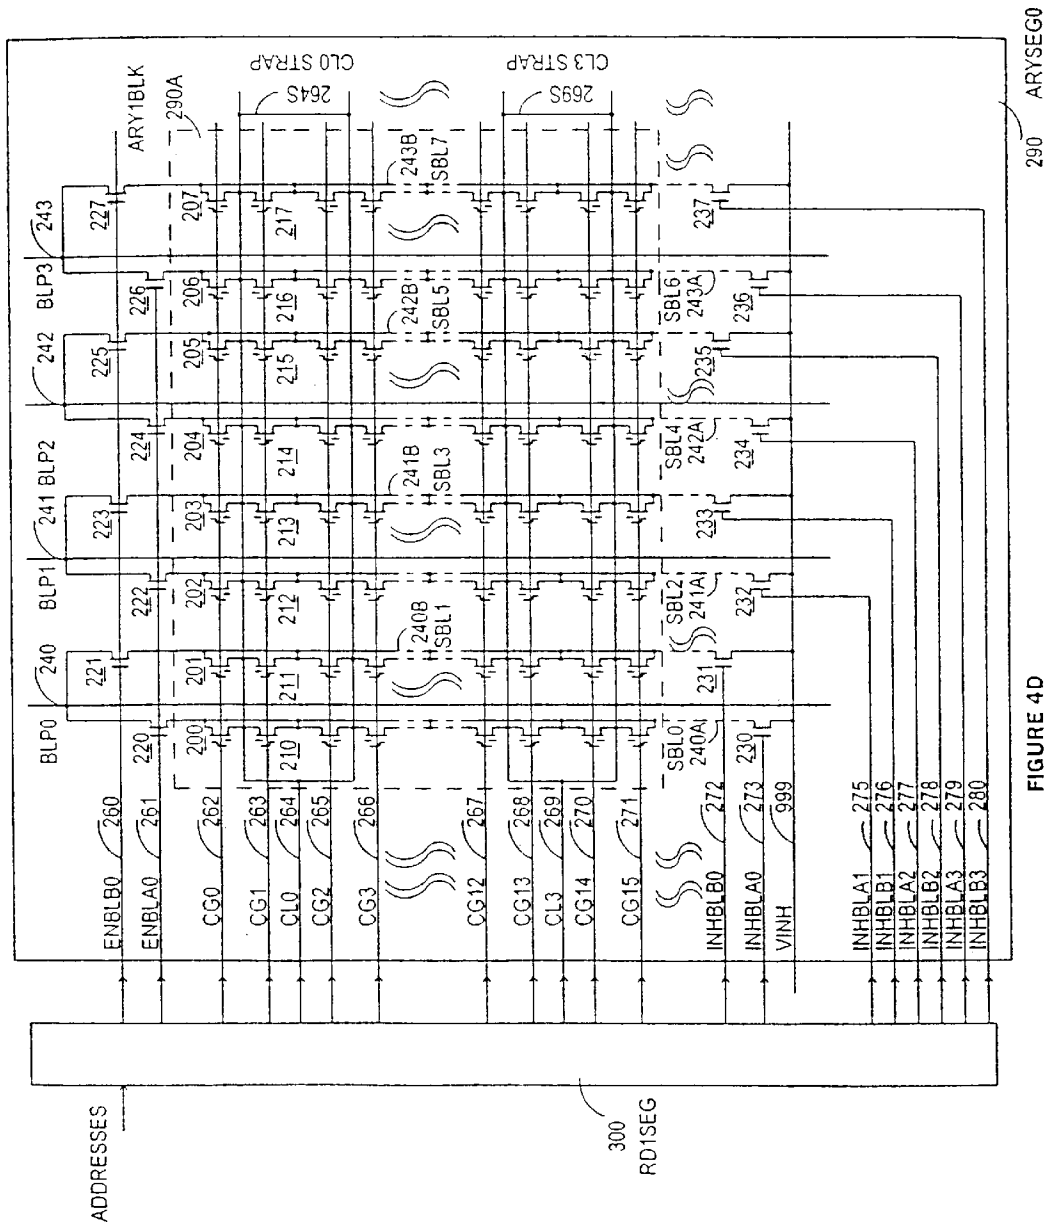 ADDRESSES
300
RD1SEG
ENBLB0 260
ENBLA0 261
CG0 262
CG1 263
CL0 264
CG2 265
CG3 266
CG12 267
CG13 268
CL3 269
CG14 270
CG15 271
INHBLB0 272
INHBLA0 273
VINH 999
INHBLA1 275
INHBLB1 276
INHBLA2 277
INHBLB2 278
INHBLA3 279
INHBLB3 280
BLP0 240
BLP1 241
BLP2 242
BLP3 243
220 221 222 223 224 225 226 227
ARY1BLK
290A
200 201 202 203 204 205 206 207
210 211 212 213 214 215 216 217
264S
CL0 STRAP
240B
SBL1
241B
SBL3
242B
SBL5
243B
SBL7
269S
CL3 STRAP
SBL0
240A
SBL2
241A
SBL4
242A
SBL6
243A
230 231 232 233 234 235 236 237
290
ARYSEG0
FIGURE 4D